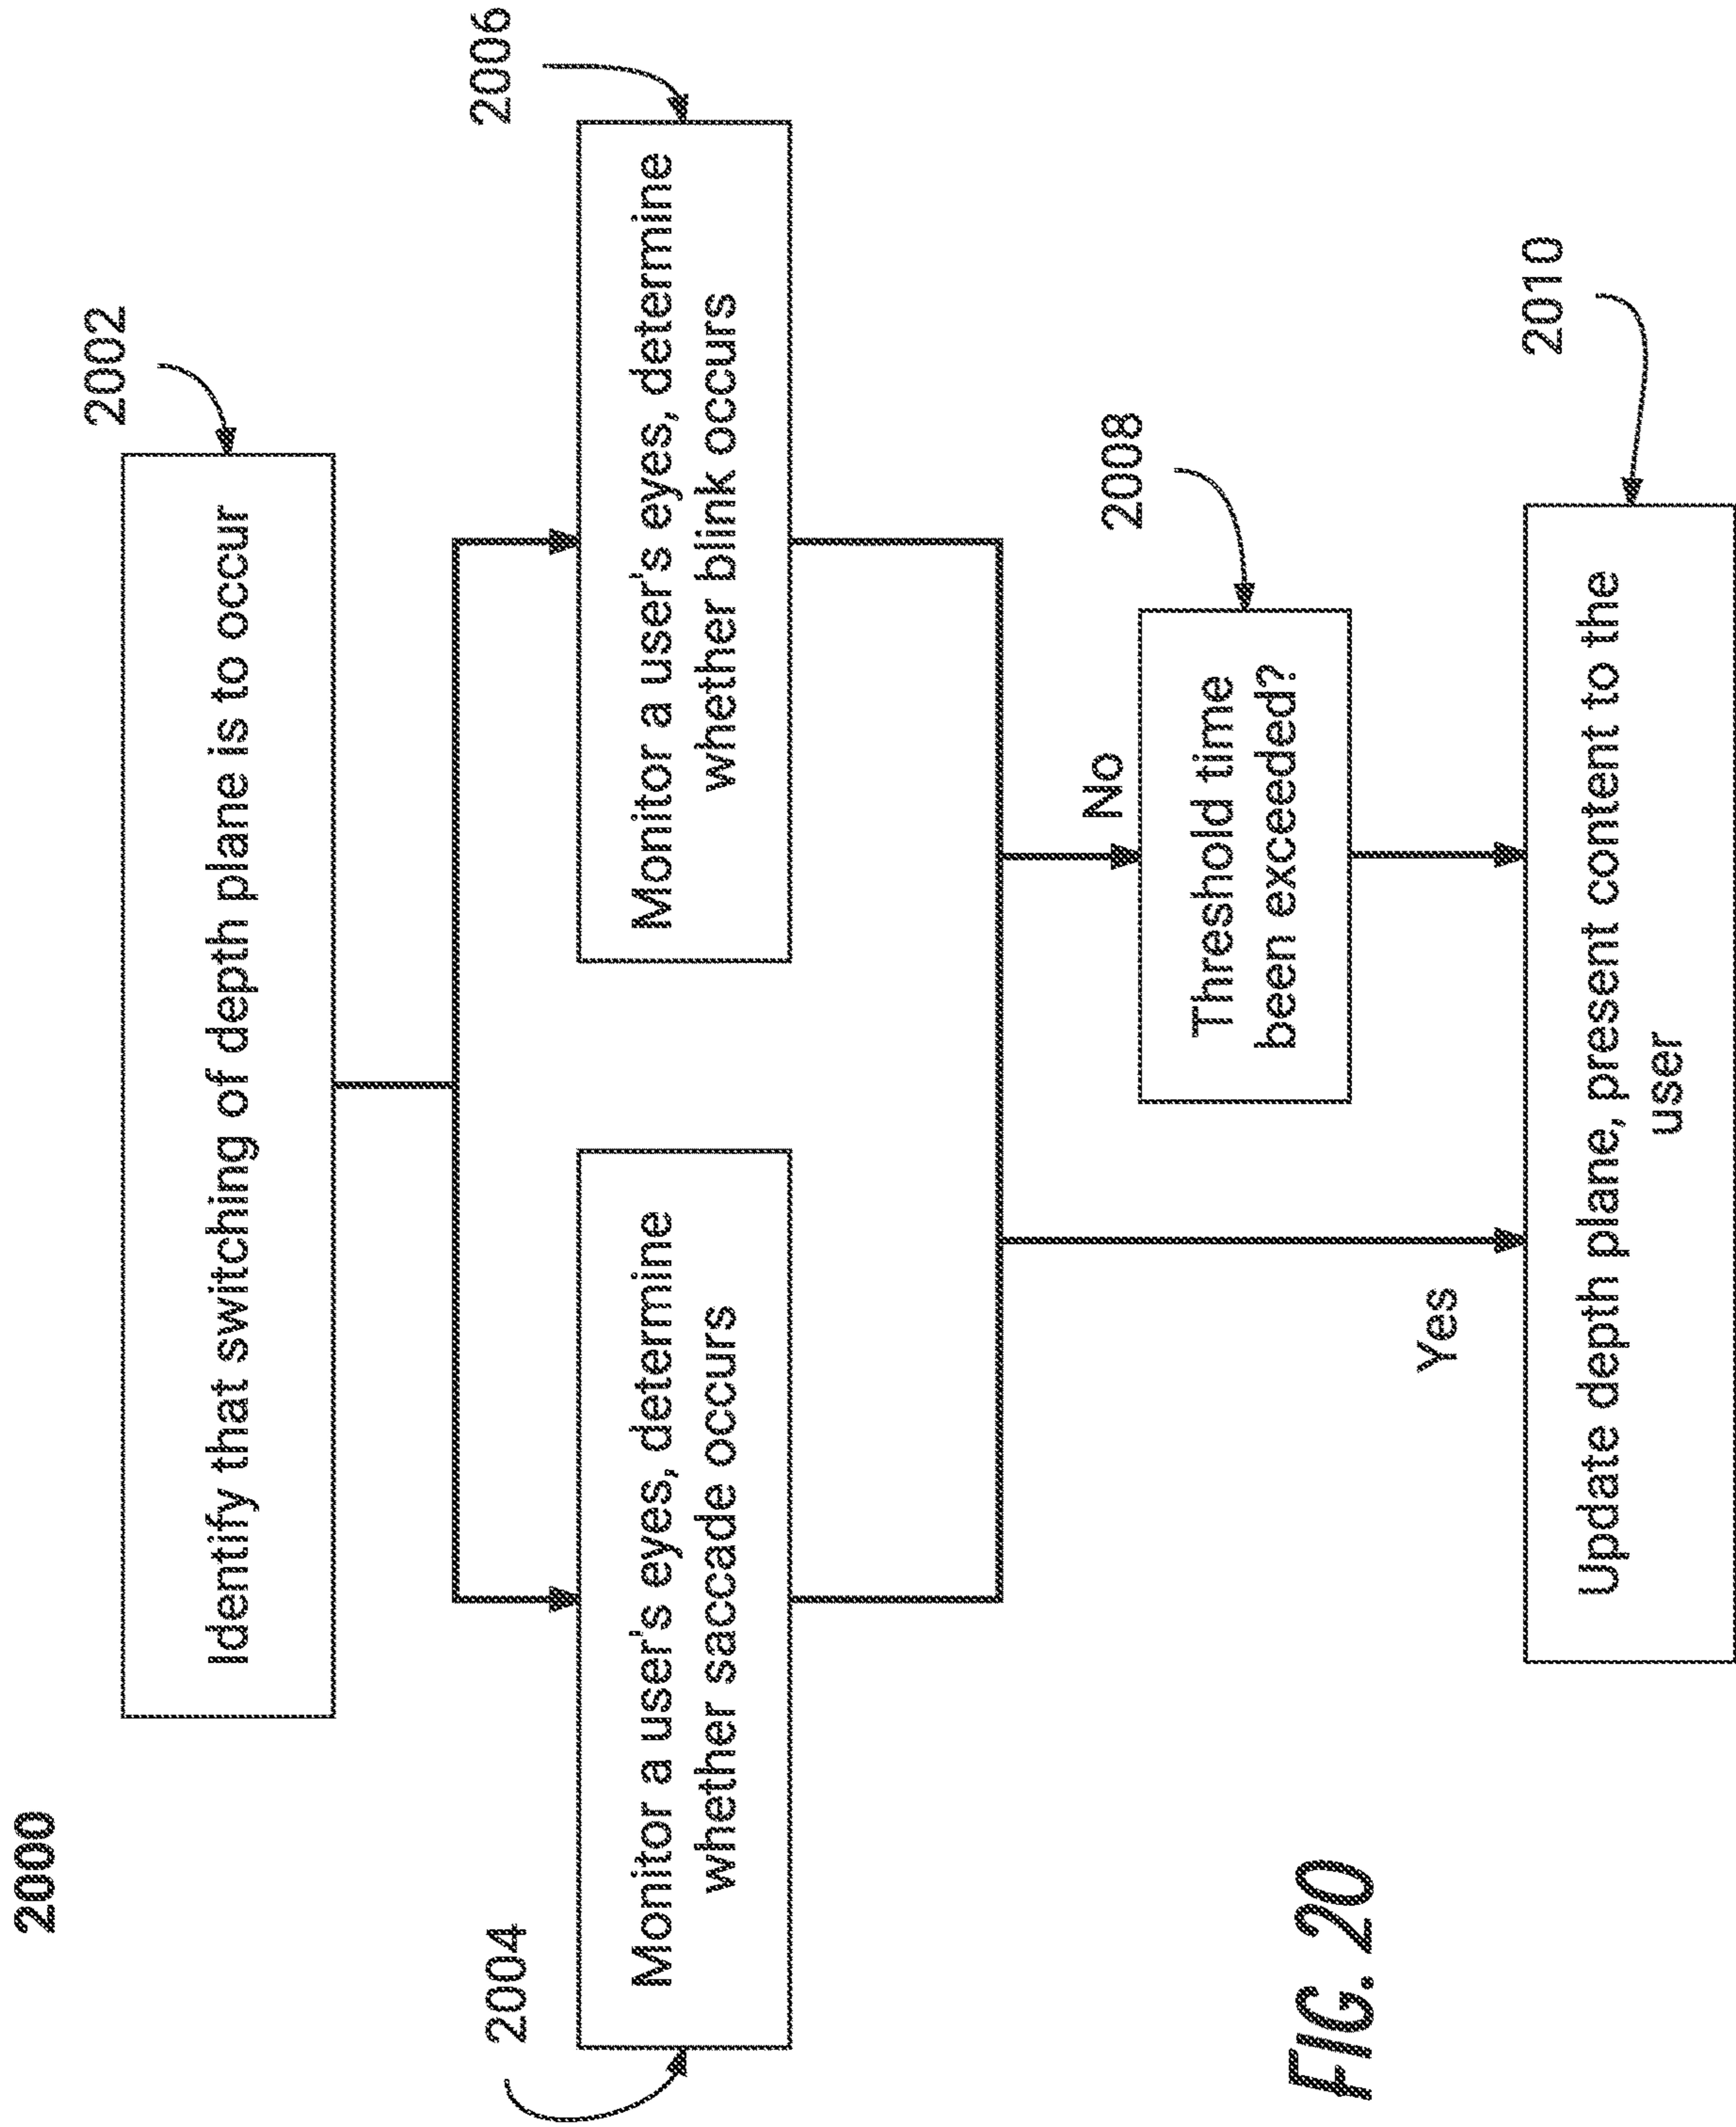 2000
2002
Identify that switching of depth plane is to occur
2004
Monitor a user's eyes, determine
whether saccade occurs
2006
Monitor a user's eyes, determine
whether blink occurs
No
2008
Threshold time
been exceeded?
Yes
2010
Update depth plane, present content to the
user
FIG. 20